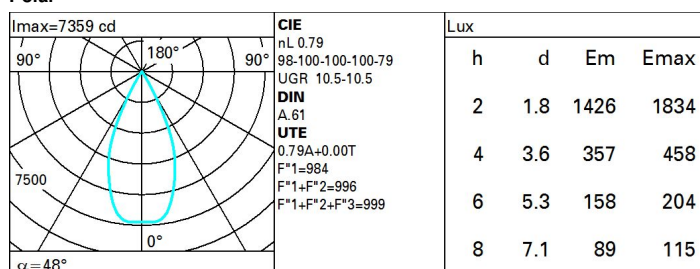 Imax=7359 cd
90° 180° 90°
7500
0°
α=48°
CIE
nL 0.79
98-100-100-100-79
UGR 10.5-10.5
DIN
A.61
UTE
0.79A+0.00T
F"1=984
F"1+F"2=996
F"1+F"2+F"3=999
Lux
h d Em Emax
2 1.8 1426 1834
4 3.6 357 458
6 5.3 158 204
8 7.1 89 115